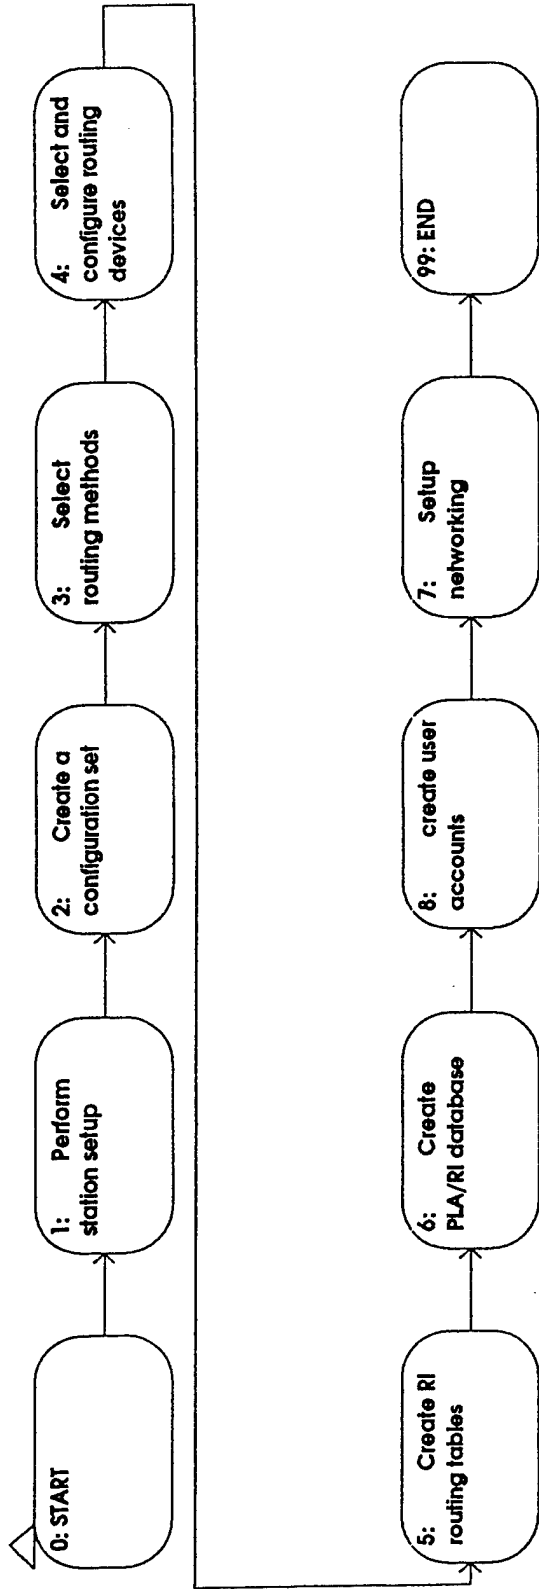 0: START
1: Perform
station setup
2: Create a
configuration set
3: Select
routing methods
4: Select and
configure routing
devices
5: Create RI
routing tables
6: Create
PLA/RI database
8: create user
accounts
7: Setup
networking
99: END